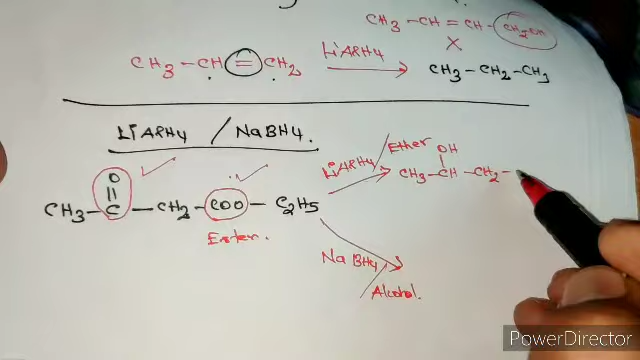 CH3 - CH = CH - CH2OH
X
CH3 - CH = CH2 LiAlH4 CH3 - CH2 - CH3
LiAlH4 / NaBH4.
O
||
CH3 - C - CH2 - COO - C2H5
Ester.
LiAlH4 / Ether
OH
|
CH3 - CH - CH2 -
NaBH4 / Alcohol.
PowerDirector